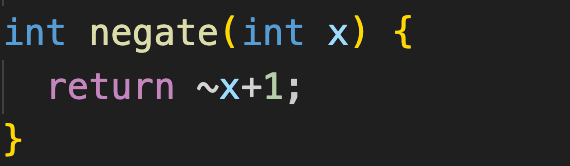 int negate(int x) {
  return ~x+1;
}